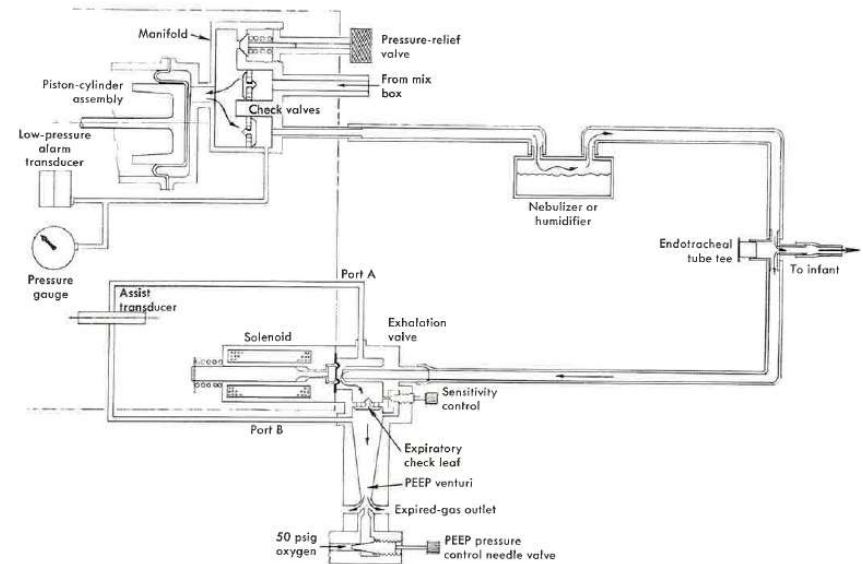 Manifold
Pressure-relief
valve
Piston-cylinder
assembly
From mix
box
Check valves
Low-pressure
alarm
transducer
Nebulizer or
humidifier
Endotracheal
tube tee
To infant
Pressure
gauge
Port A
Assist
transducer
Solenoid
Exhalation
valve
Sensitivity
control
Port B
Expiratory
check leaf
PEEP venturi
Expired-gas outlet
50 psig
oxygen
PEEP pressure
control needle valve